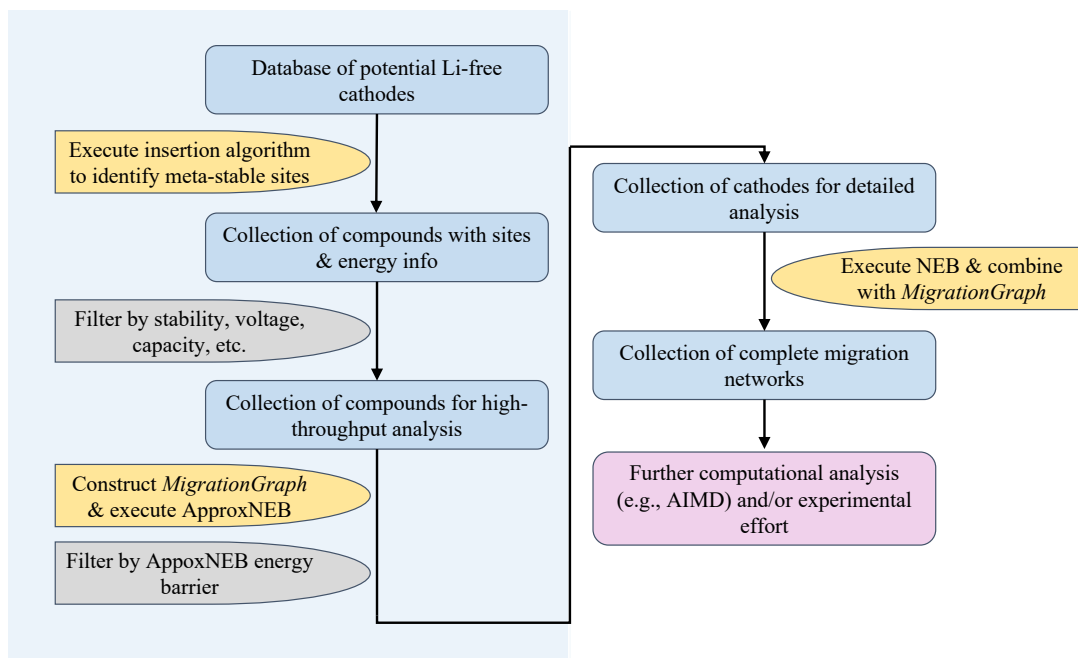 Database of potential Li-free
cathodes
Execute insertion algorithm
to identify meta-stable sites
Collection of compounds with sites
& energy info
Filter by stability, voltage,
capacity, etc.
Collection of compounds for high-
throughput analysis
Construct MigrationGraph
& execute ApproxNEB
Filter by AppoxNEB energy
barrier
Collection of cathodes for detailed
analysis
Execute NEB & combine
with MigrationGraph
Collection of complete migration
networks
Further computational analysis
(e.g., AIMD) and/or experimental
effort